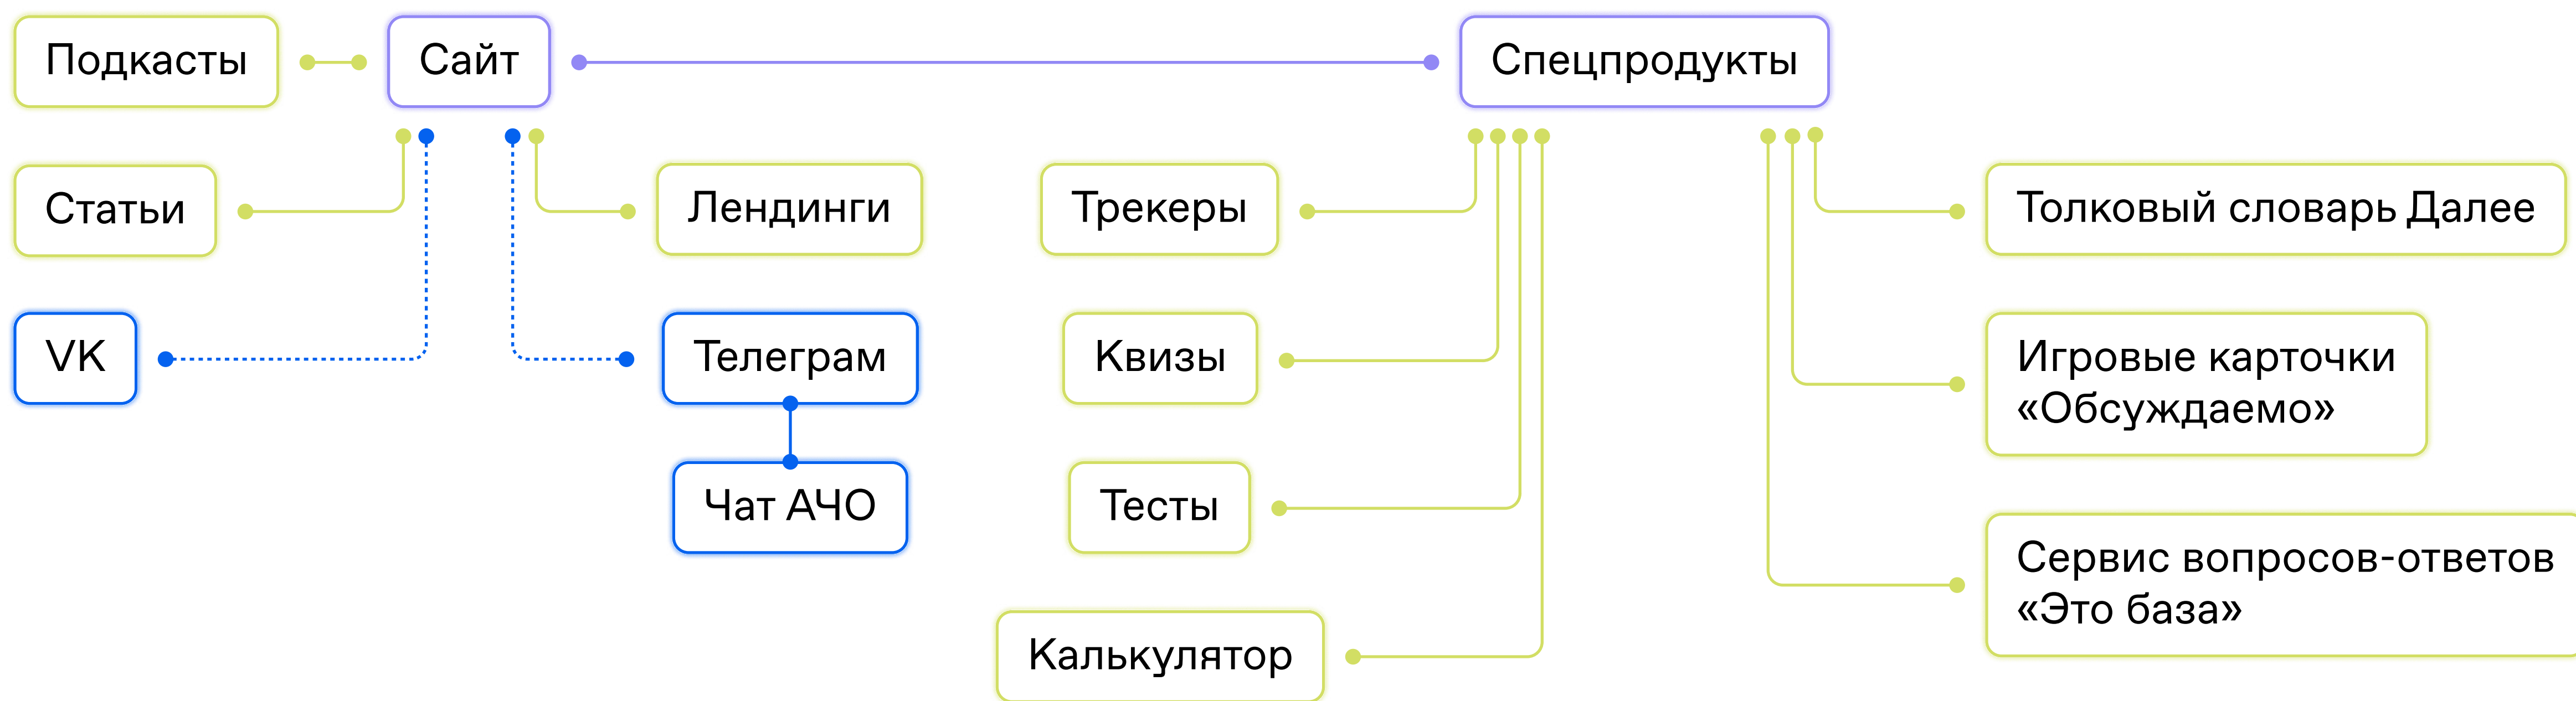 Подкасты
Сайт
Спецпродукты
Статьи
Лендинги
Трекеры
Толковый словарь Далее
VK
Телеграм
Квизы
Игровые карточки
«Обсуждаемо»
Чат АЧО
Тесты
Сервис вопросов-ответов
«Это база»
Калькулятор